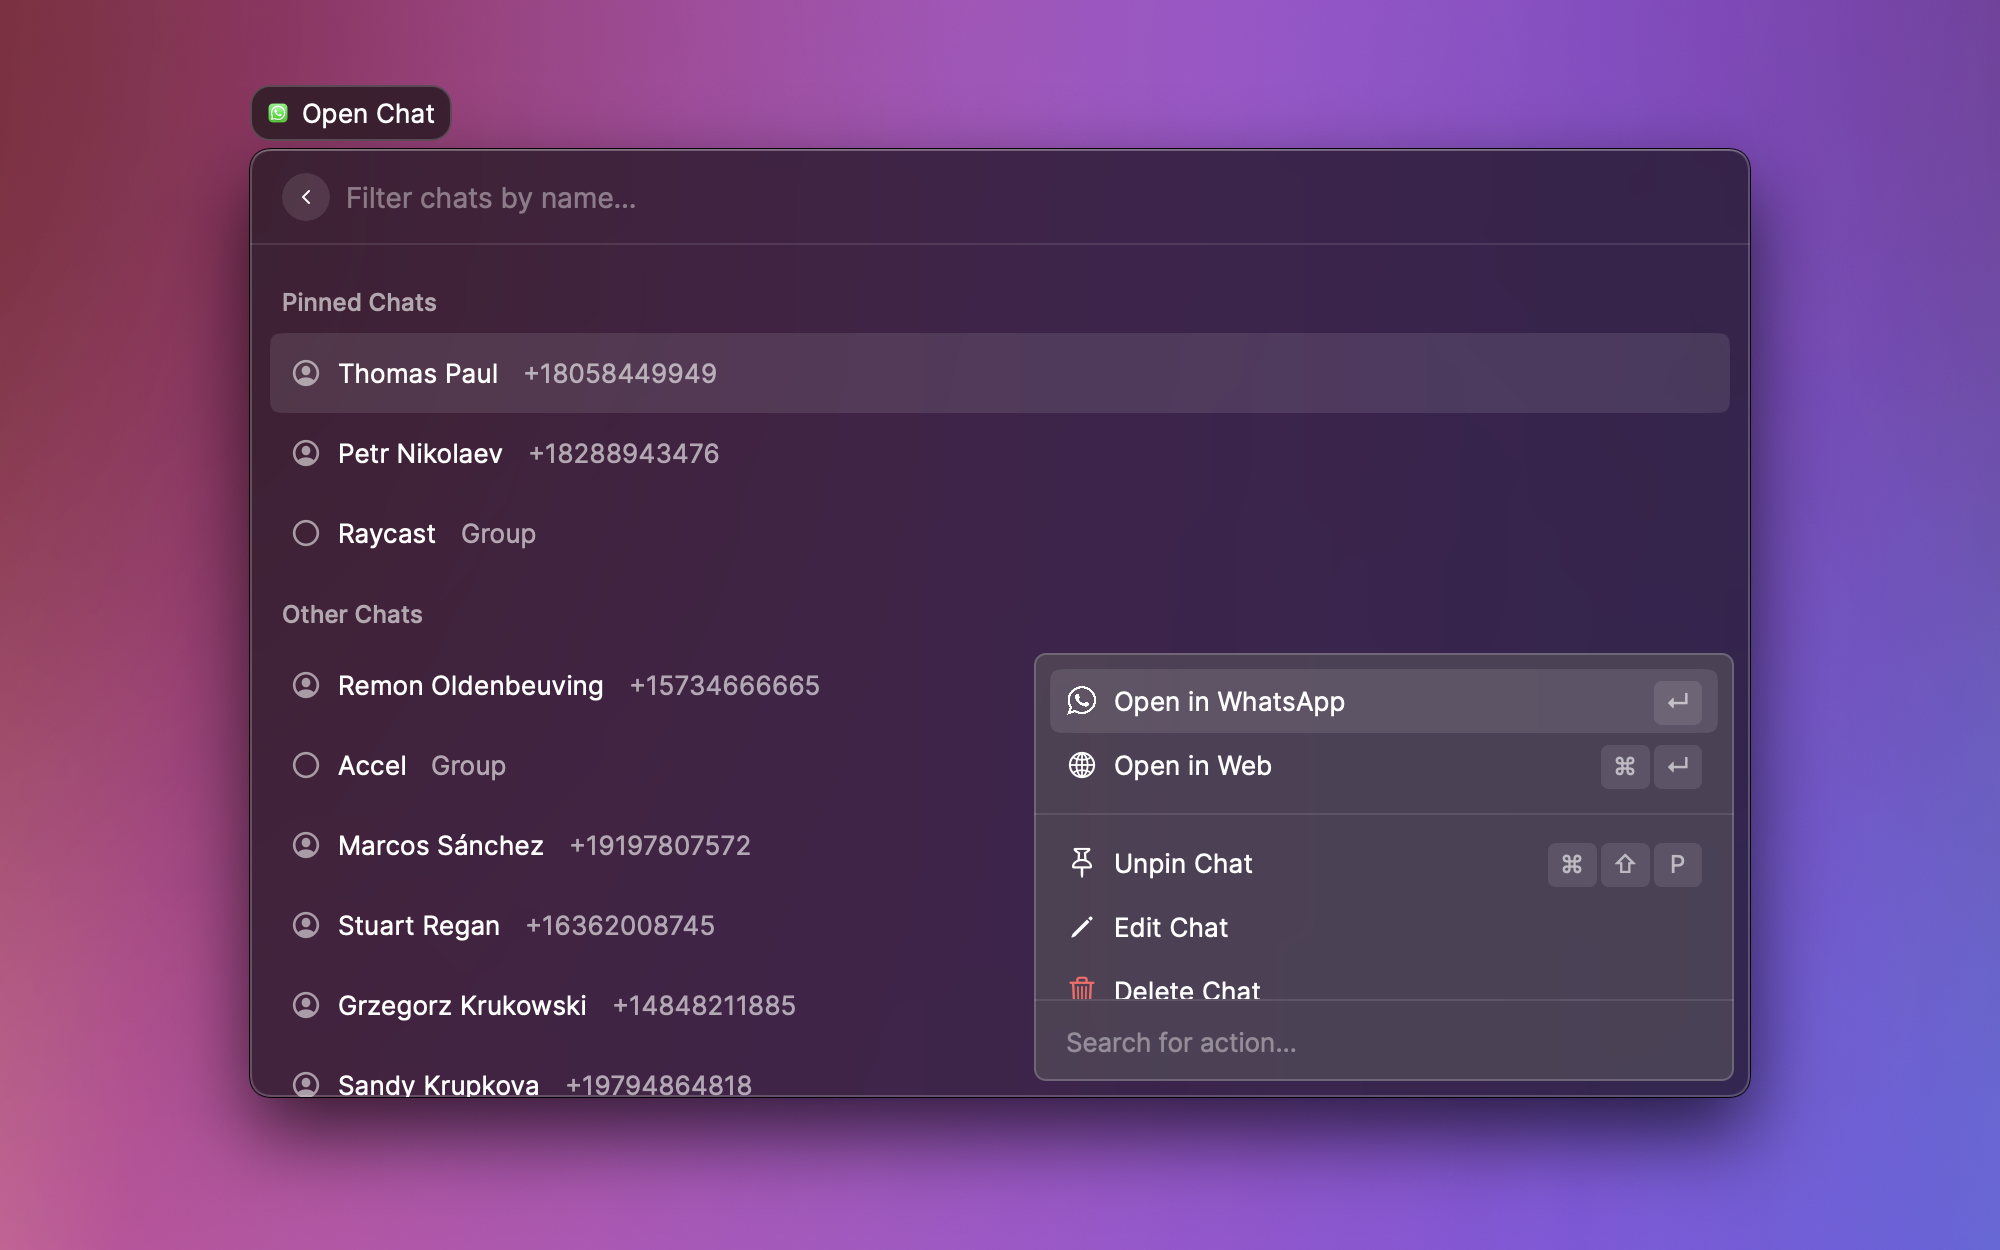 Open Chat
Filter chats by name...
Pinned Chats
Thomas Paul +18058449949
Petr Nikolaev +18288943476
Raycast Group
Other Chats
Remon Oldenbeuving +15734666665
Accel Group
Marcos Sánchez +19197807572
Stuart Regan +16362008745
Grzegorz Krukowski +14848211885
Sandy Krupkova +19794864818
Open in WhatsApp ↵
Open in Web ⌘ ↵
Unpin Chat ⌘ ⇧ P
Edit Chat
Delete Chat
Search for action...